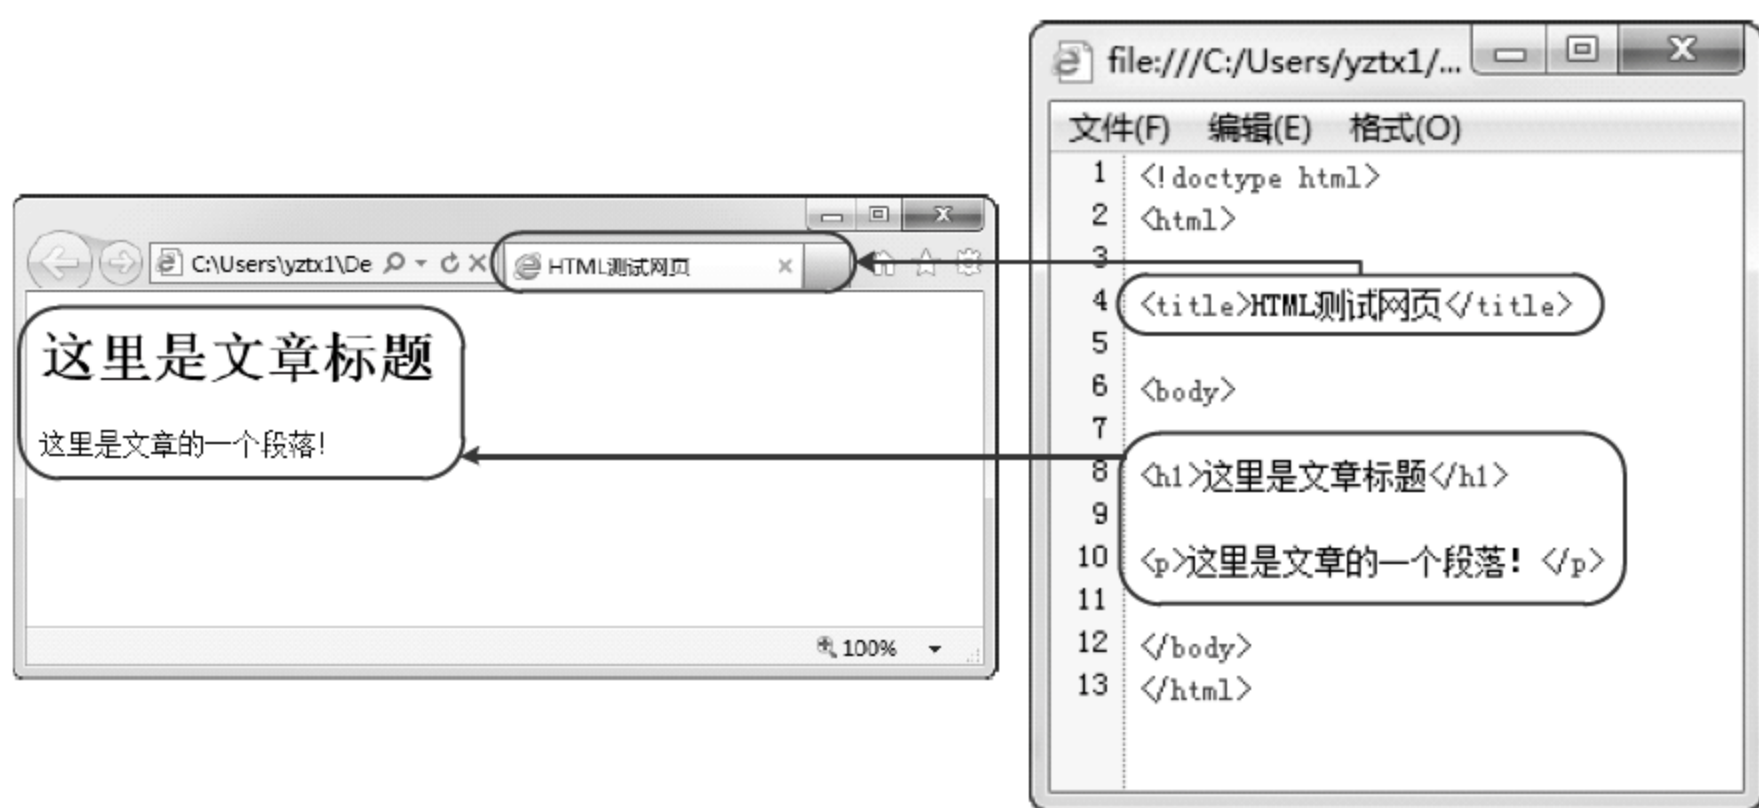 C:\Users\yztx1\De
HTML测试网页
这里是文章标题
这里是文章的一个段落!
100%
file:///C:/Users/yztx1/...
文件(F) 编辑(E) 格式(O)
1 <!doctype html>
2 <html>
3
4 <title>HTML测试网页</title>
5
6 <body>
7
8 <h1>这里是文章标题</h1>
9
10 <p>这里是文章的一个段落! </p>
11
12 </body>
13 </html>